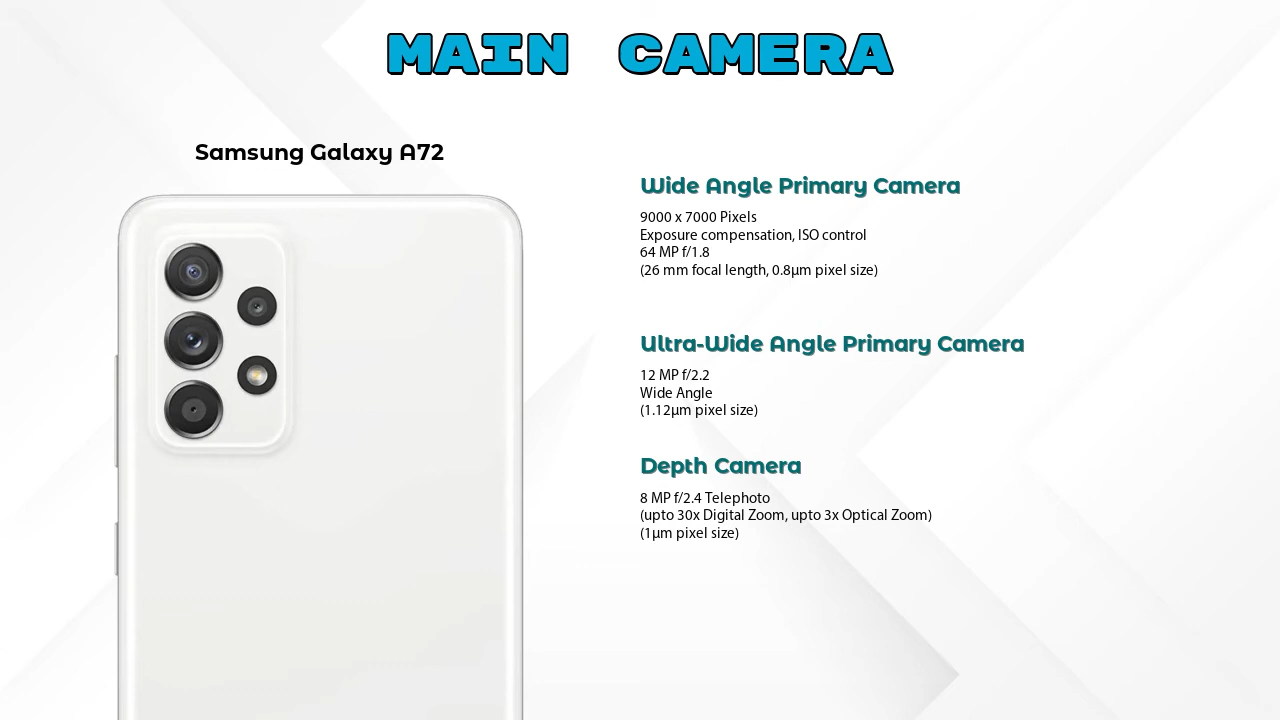 MAIN CAMERA
Samsung Galaxy A72
Wide Angle Primary Camera
9000 x 7000 Pixels
Exposure compensation, ISO control
64 MP f/1.8
(26 mm focal length, 0.8µm pixel size)
Ultra-Wide Angle Primary Camera
12 MP f/2.2
Wide Angle
(1.12µm pixel size)
Depth Camera
8 MP f/2.4 Telephoto
(upto 30x Digital Zoom, upto 3x Optical Zoom)
(1µm pixel size)